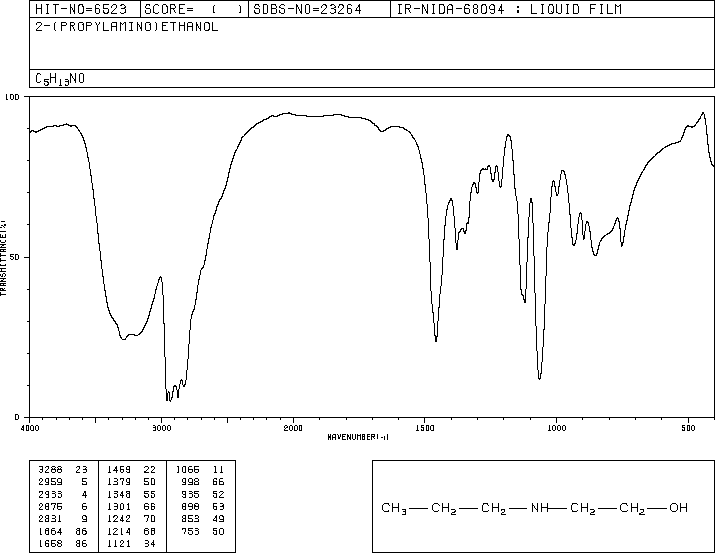 HIT-NO=6523 SCORE= ( ) SDBS-NO=23264 IR-NIDA-68094 : LIQUID FILM
2-(PROPYLAMINO)ETHANOL
C5H13NO
100
50
0
TRANSMITTANCE(%)
4000 3000 2000 1500 1000 500
WAVENUMBER(-1)
3288 23 1459 22 1066 11
2959 5 1379 50 998 66
2933 4 1348 55 935 52
2875 6 1301 66 898 53
2831 9 1242 70 853 49
1664 86 1214 68 753 50
1658 86 1121 34
CH3—CH2—CH2—NH—CH2—CH2—OH